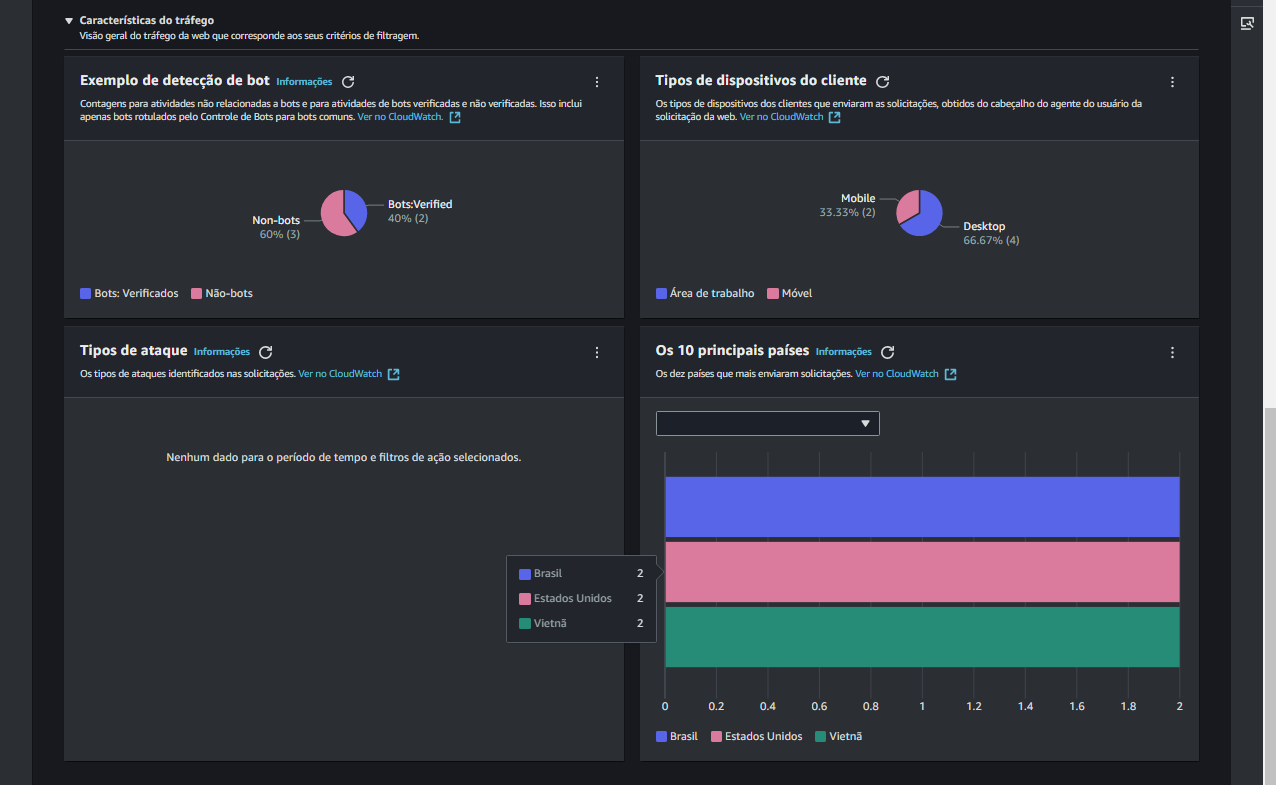 Características do tráfego
Visão geral do tráfego da web que corresponde aos seus critérios de filtragem.
Exemplo de detecção de bot Informações
Contagens para atividades não relacionadas a bots e para atividades de bots verificadas e não verificadas. Isso inclui
apenas bots rotulados pelo Controle de Bots para bots comuns. Ver no CloudWatch.
Bots:Verified
40% (2)
Non-bots
60% (3)
Bots: Verificados Não-bots
Tipos de dispositivos do cliente
Os tipos de dispositivos dos clientes que enviaram as solicitações, obtidos do cabeçalho do agente do usuário da
solicitação da web. Ver no CloudWatch
Mobile
33.33% (2)
Desktop
66.67% (4)
Área de trabalho Móvel
Tipos de ataque Informações
Os tipos de ataques identificados nas solicitações. Ver no CloudWatch
Nenhum dado para o período de tempo e filtros de ação selecionados.
Os 10 principais países Informações
Os dez países que mais enviaram solicitações. Ver no CloudWatch
Brasil 2
Estados Unidos 2
Vietnã 2
0 0.2 0.4 0.6 0.8 1 1.2 1.4 1.6 1.8 2
Brasil Estados Unidos Vietnã